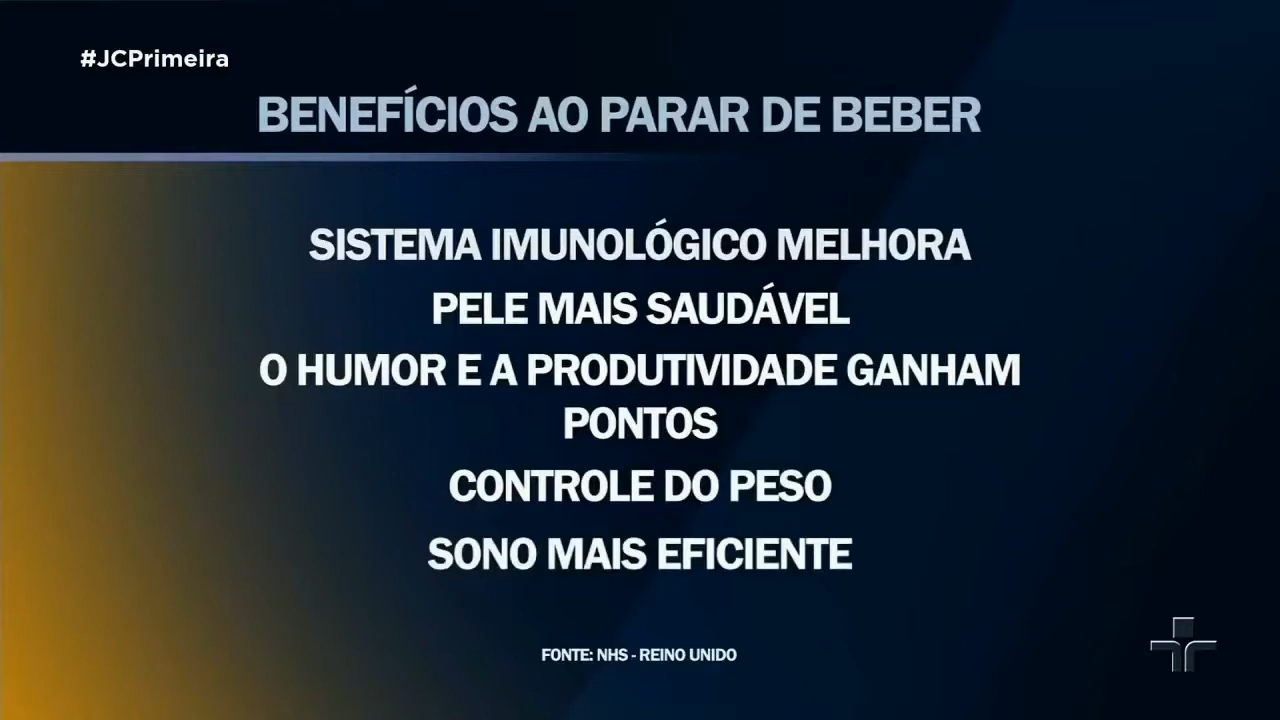 #JCPrimeira
BENEFÍCIOS AO PARAR DE BEBER
SISTEMA IMUNOLÓGICO MELHORA
PELE MAIS SAUDÁVEL
O HUMOR E A PRODUTIVIDADE GANHAM
PONTOS
CONTROLE DO PESO
SONO MAIS EFICIENTE
FONTE: NHS - REINO UNIDO